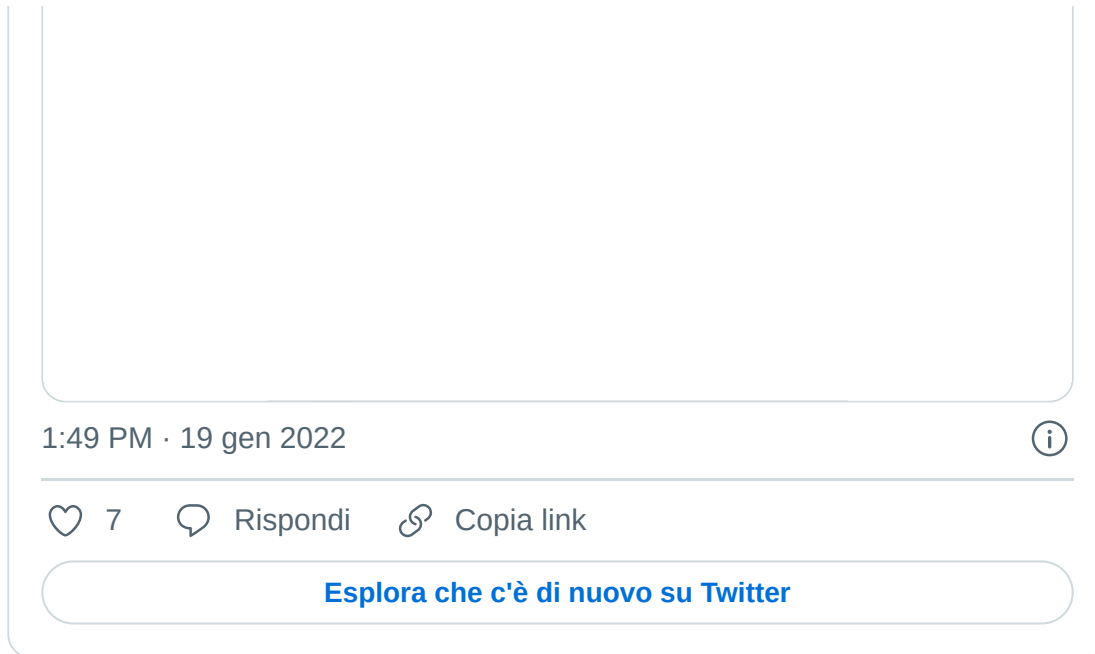 1:49 PM · 19 gen 2022
7 Rispondi Copia link
Esplora che c'è di nuovo su Twitter